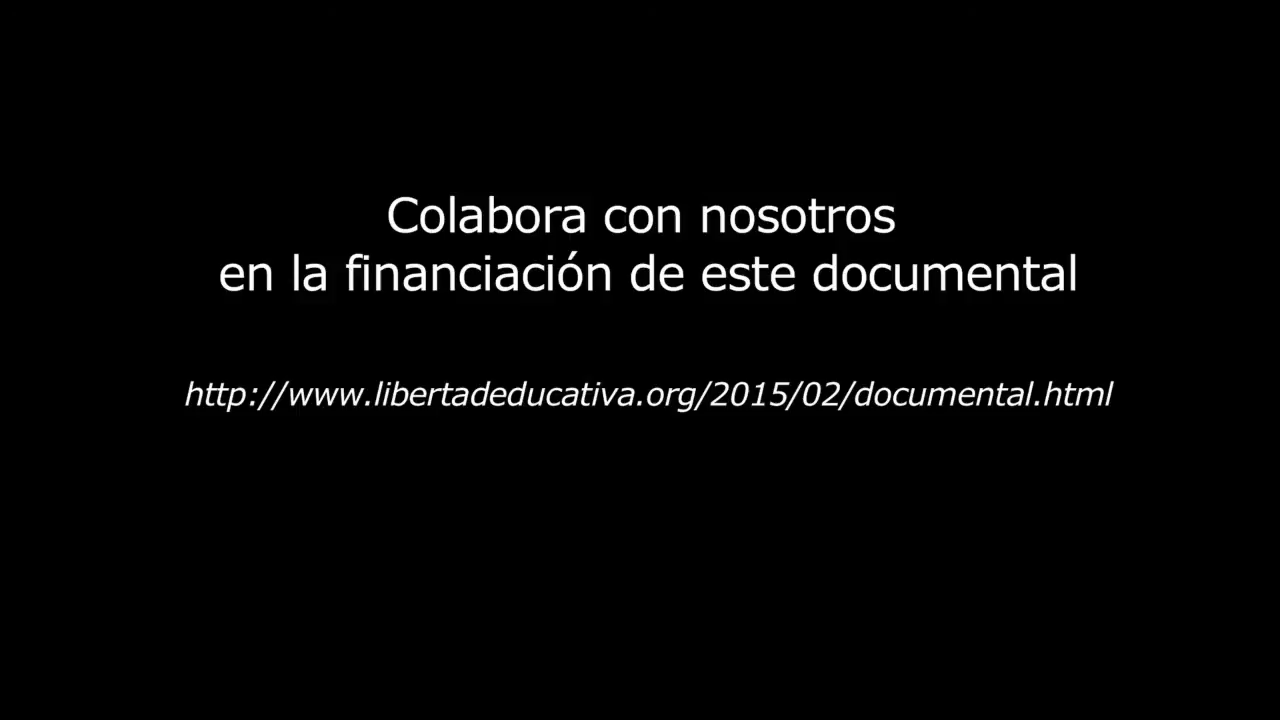 Colabora con nosotros
en la financiación de este documental
http://www.libertadeducativa.org/2015/02/documental.html